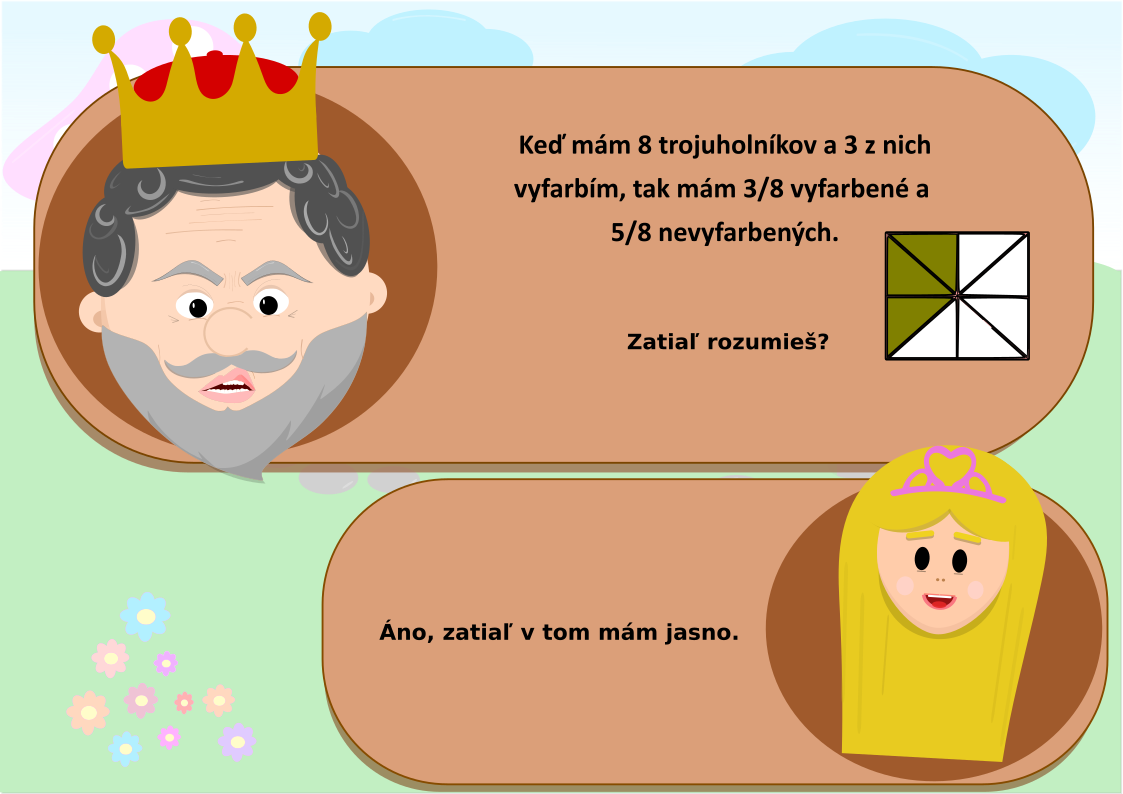 Keď mám 8 trojuholníkov a 3 z nich
vyfarbím, tak mám 3/8 vyfarbené a
5/8 nevyfarbených.
Zatiaľ rozumieš?
Áno, zatiaľ v tom mám jasno.